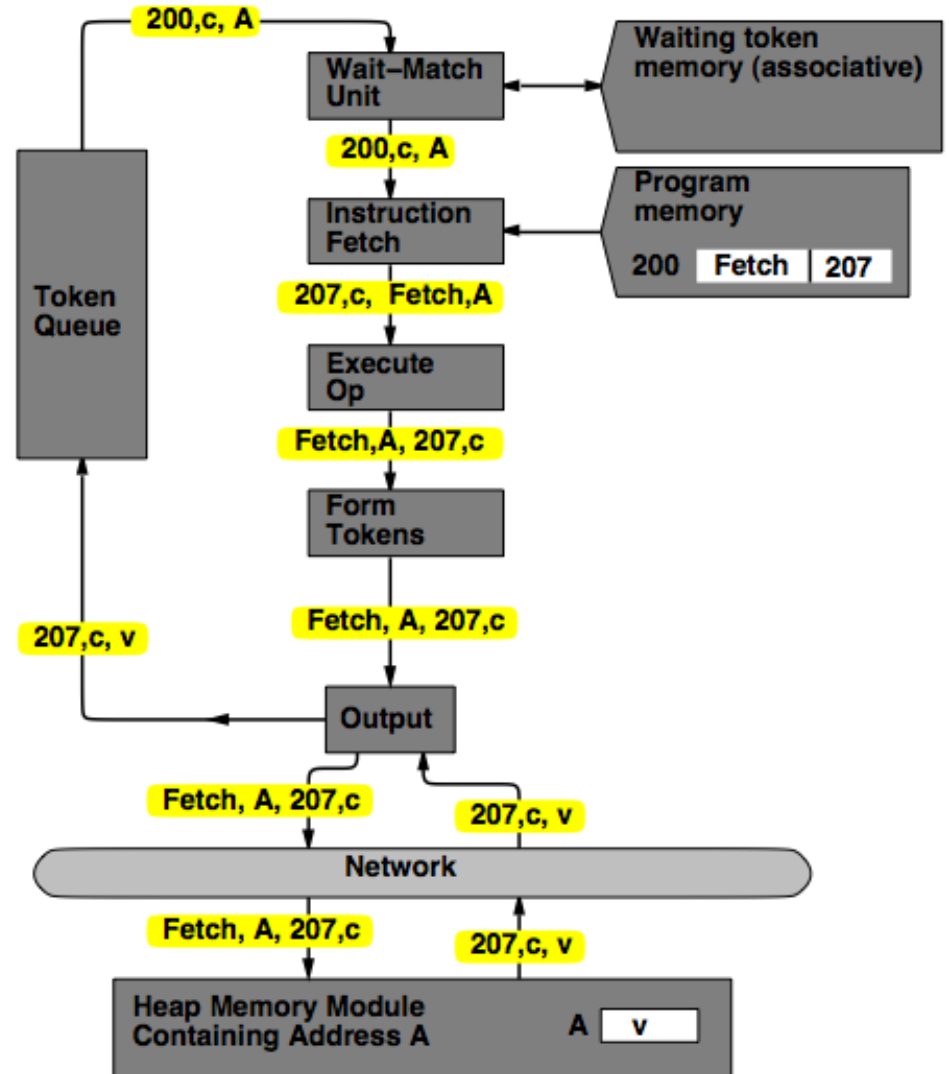 200,c, A
Wait–Match
Unit
Waiting token
memory (associative)
200,c, A
Instruction
Fetch
Program
memory
200 Fetch 207
Token
Queue
207,c, Fetch,A
Execute
Op
Fetch,A, 207,c
Form
Tokens
Fetch, A, 207,c
207,c, v
Output
Fetch, A, 207,c
207,c, v
Network
Fetch, A, 207,c
207,c, v
Heap Memory Module
Containing Address A
A v